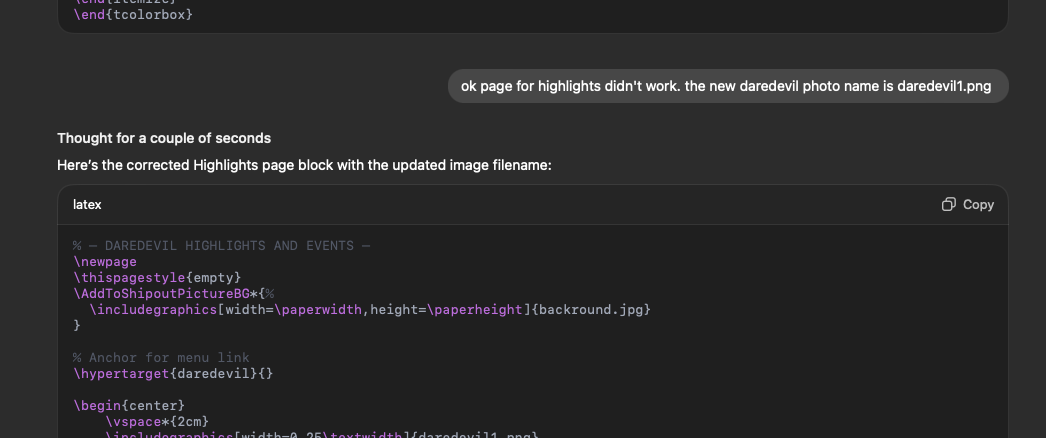 \end{itemize}
\end{tcolorbox}
ok page for highlights didn't work. the new daredevil photo name is daredevil1.png
Thought for a couple of seconds
Here’s the corrected Highlights page block with the updated image filename:
latex
Copy
% — DAREDEVIL HIGHLIGHTS AND EVENTS —
\newpage
\thispagestyle{empty}
\AddToShipoutPictureBG*{%
\includegraphics[width=\paperwidth,height=\paperheight]{backround.jpg}
}
% Anchor for menu link
\hypertarget{daredevil}{}
\begin{center}
\vspace*{2cm}
\includegraphics[width=0.25\textwidth]{daredevil1.png}